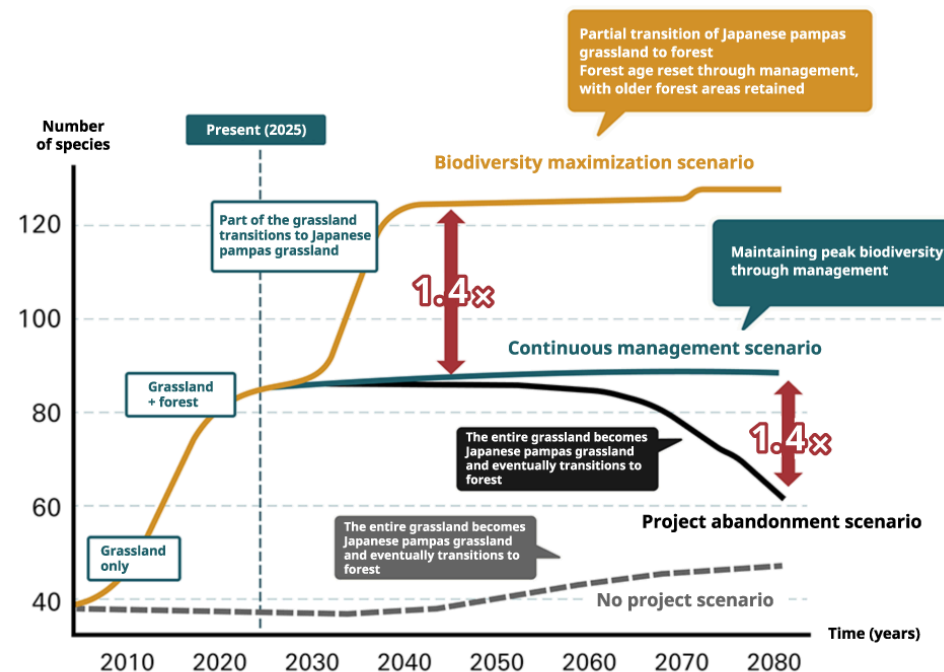 Partial transition of Japanese pampas
grassland to forest
Forest age reset through management,
with older forest areas retained
Number
of species
Present (2025)
Biodiversity maximization scenario
120
Part of the grassland
transitions to Japanese
pampas grassland
Maintaining peak biodiversity
through management
1.4×
100
Continuous management scenario
Grassland
+ forest
80
1.4×
The entire grassland becomes
Japanese pampas grassland
and eventually transitions to
forest
60
Project abandonment scenario
The entire grassland becomes
Japanese pampas grassland
and eventually transitions to
forest
Grassland
only
40
No project scenario
Time (years)
2010 2020 2030 2040 2050 2060 2070 2080